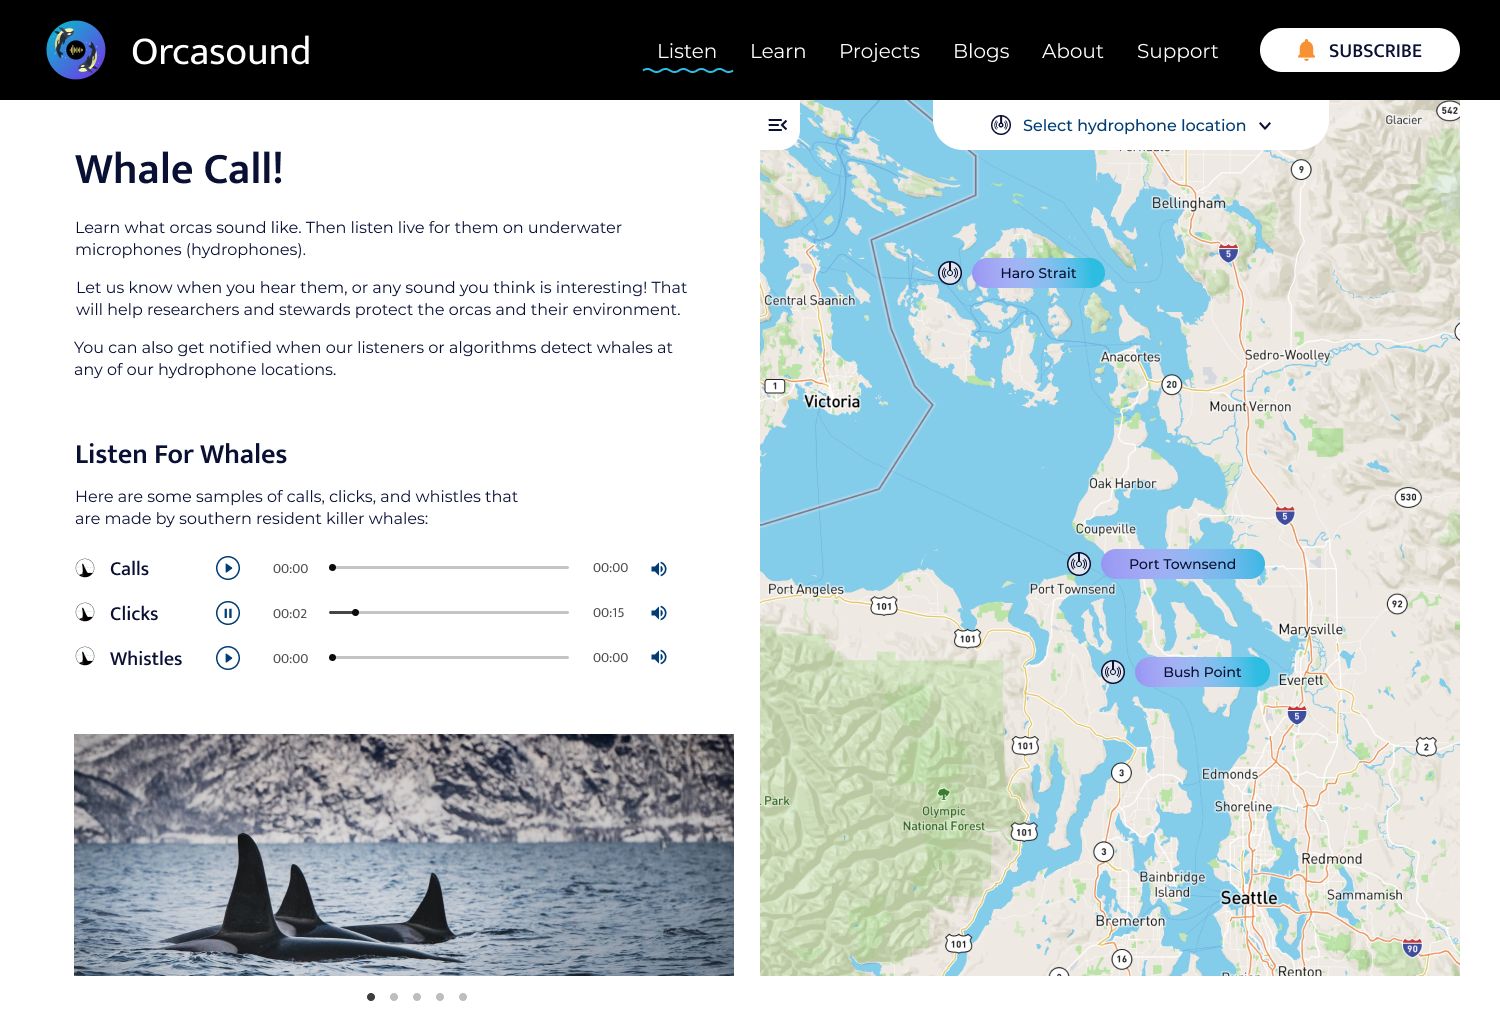 Orcasound
Listen
Learn
Projects
Blogs
About
Support
SUBSCRIBE
Whale Call!
Learn what orcas sound like. Then listen live for them on underwater
microphones (hydrophones).
Let us know when you hear them, or any sound you think is interesting! That
will help researchers and stewards protect the orcas and their environment.
You can also get notified when our listeners or algorithms detect whales at
any of our hydrophone locations.
Listen For Whales
Here are some samples of calls, clicks, and whistles that
are made by southern resident killer whales:
Calls
00:00
00:00
Clicks
00:02
00:15
Whistles
00:00
00:00
Select hydrophone location
542
Glacier
9
Bellingham
5
Haro Strait
Central Saanich
Anacortes
Sedro-Woolley
1
20
Victoria
Mount Vernon
Oak Harbor
530
5
Coupeville
Port Townsend
Port Angeles
Port Townsend
101
92
101
Marysville
Bush Point
Everett
5
101
2
3
Edmonds
Park
Shoreline
Olympic
National Forest
101
3
Redmond
Bainbridge
Island
Seattle
Sammamish
Bremerton
101
90
16
Renton